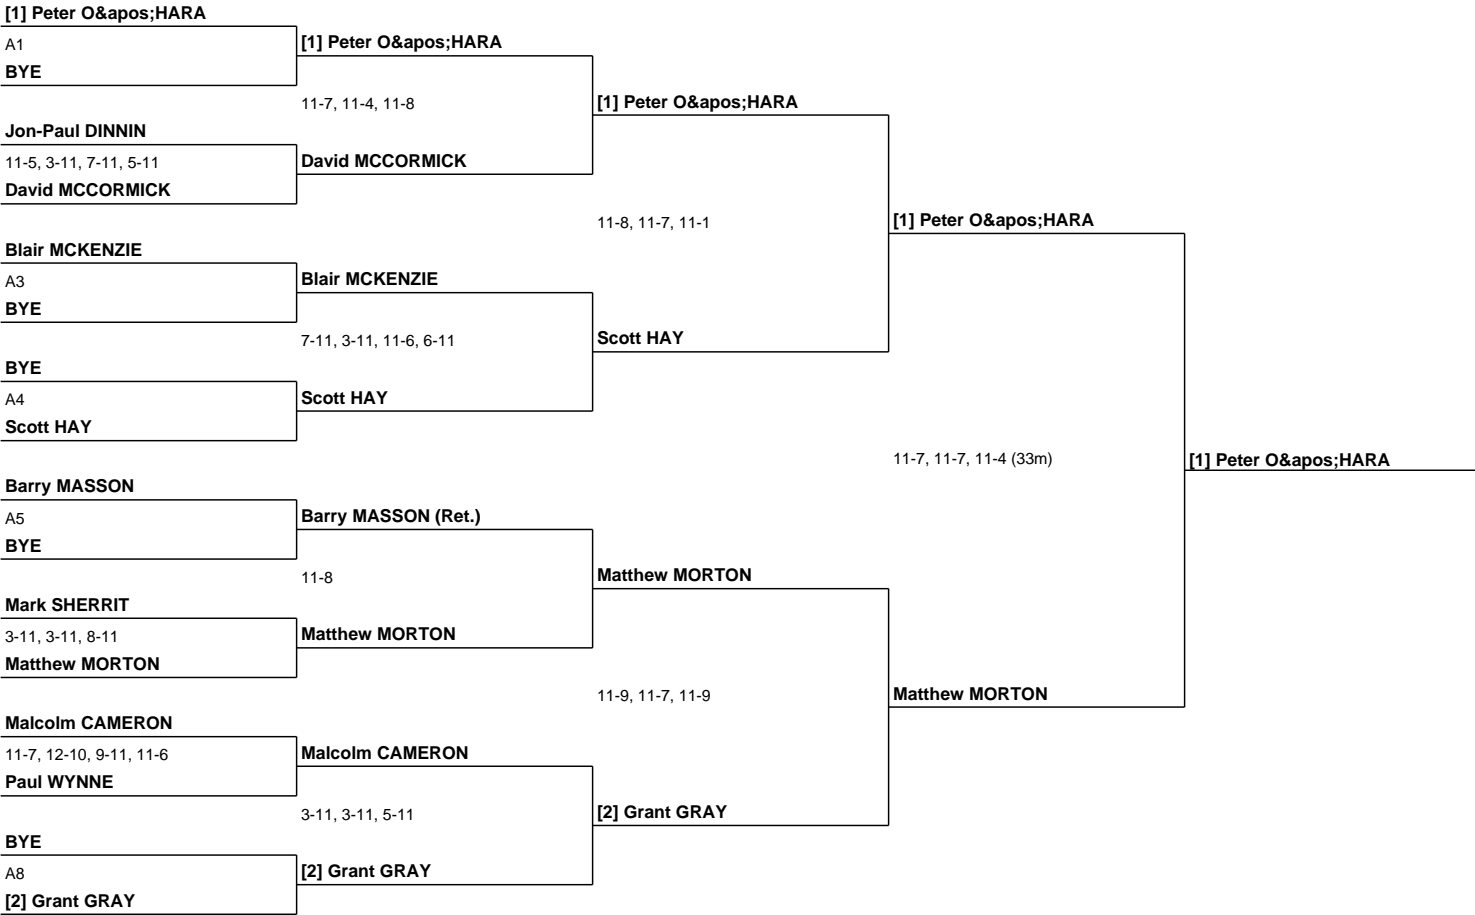 [1] Peter O&apos;HARA
A1
BYE
Jon-Paul DINNIN
11-5, 3-11, 7-11, 5-11
David MCCORMICK
Blair MCKENZIE
A3
BYE
BYE
A4
Scott HAY
Barry MASSON
A5
BYE
Mark SHERRIT
3-11, 3-11, 8-11
Matthew MORTON
Malcolm CAMERON
11-7, 12-10, 9-11, 11-6
Paul WYNNE
BYE
A8
[2] Grant GRAY
[1] Peter O&apos;HARA
11-7, 11-4, 11-8
David MCCORMICK
Blair MCKENZIE
7-11, 3-11, 11-6, 6-11
Scott HAY
Barry MASSON (Ret.)
11-8
Matthew MORTON
Malcolm CAMERON
3-11, 3-11, 5-11
[2] Grant GRAY
[1] Peter O&apos;HARA
11-8, 11-7, 11-1
Scott HAY
Matthew MORTON
11-9, 11-7, 11-9
[2] Grant GRAY
[1] Peter O&apos;HARA
11-7, 11-7, 11-4 (33m)
Matthew MORTON
[1] Peter O&apos;HARA